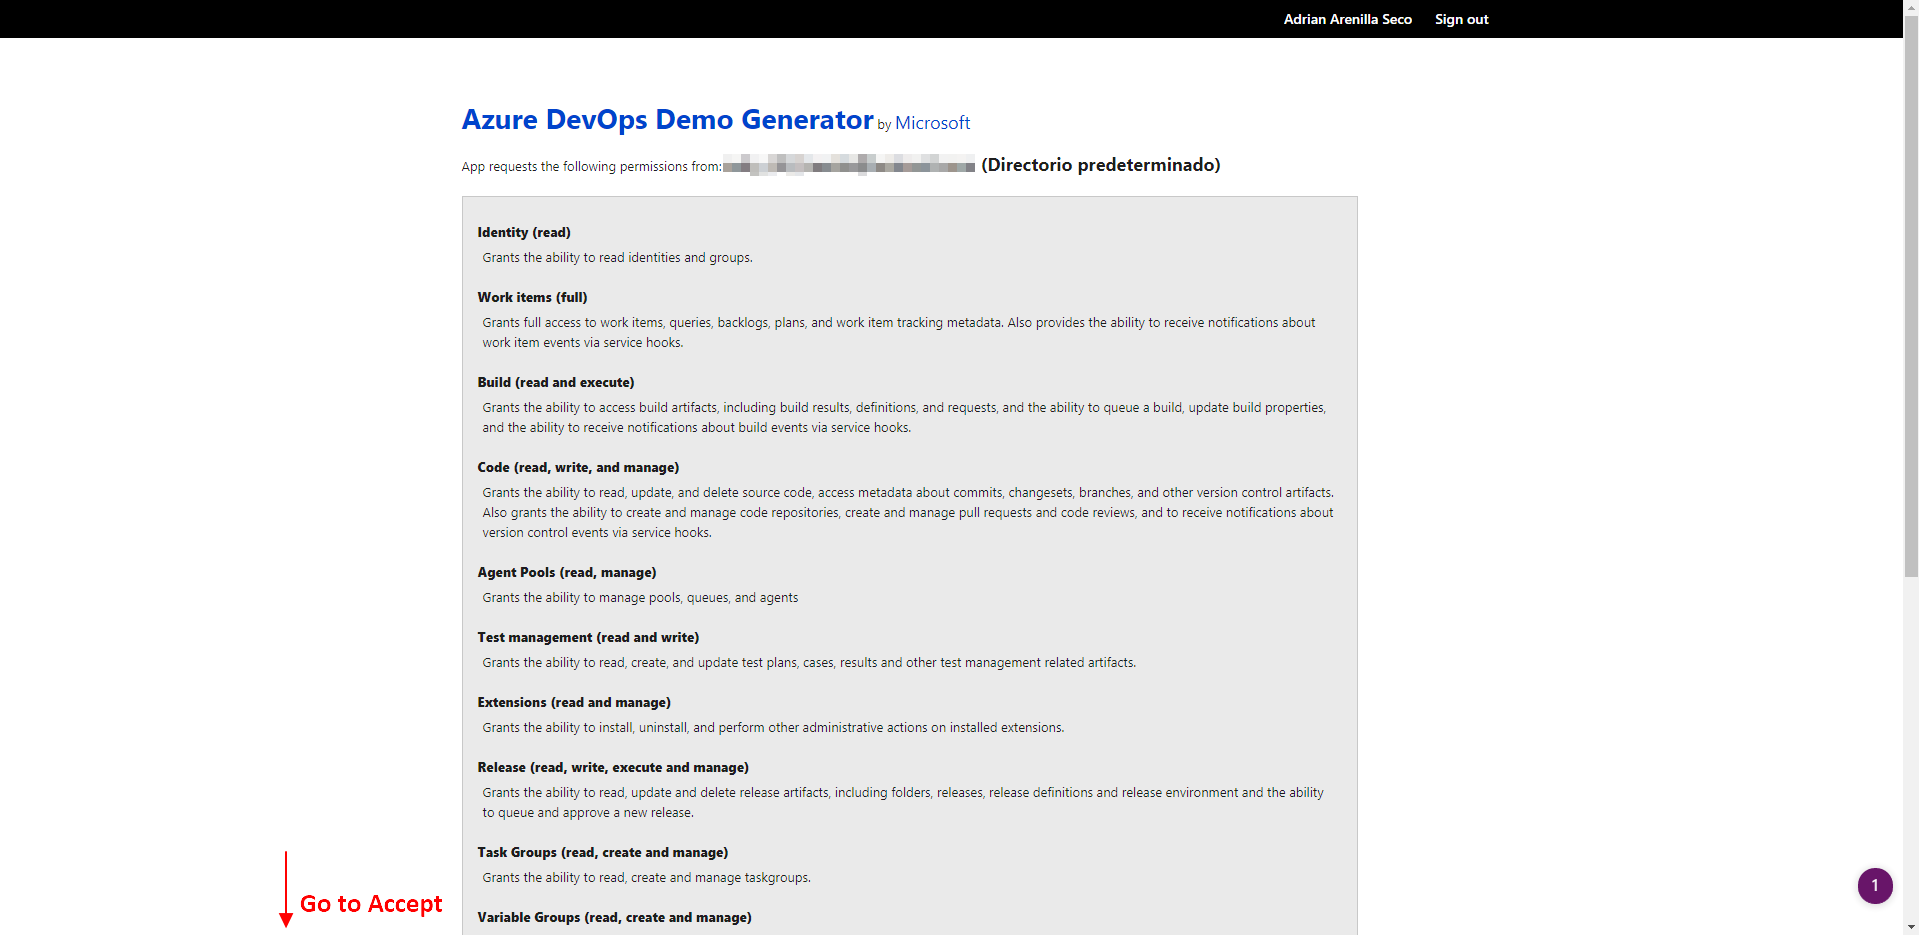 Adrian Arenilla Seco Sign out
Azure DevOps Demo Generator by Microsoft
App requests the following permissions from: (Directorio predeterminado)
Identity (read)
Grants the ability to read identities and groups.
Work items (full)
Grants full access to work items, queries, backlogs, plans, and work item tracking metadata. Also provides the ability to receive notifications about
work item events via service hooks.
Build (read and execute)
Grants the ability to access build artifacts, including build results, definitions, and requests, and the ability to queue a build, update build properties,
and the ability to receive notifications about build events via service hooks.
Code (read, write, and manage)
Grants the ability to read, update, and delete source code, access metadata about commits, changesets, branches, and other version control artifacts.
Also grants the ability to create and manage code repositories, create and manage pull requests and code reviews, and to receive notifications about
version control events via service hooks.
Agent Pools (read, manage)
Grants the ability to manage pools, queues, and agents
Test management (read and write)
Grants the ability to read, create, and update test plans, cases, results and other test management related artifacts.
Extensions (read and manage)
Grants the ability to install, uninstall, and perform other administrative actions on installed extensions.
Release (read, write, execute and manage)
Grants the ability to read, update and delete release artifacts, including folders, releases, release definitions and release environment and the ability
to queue and approve a new release.
Task Groups (read, create and manage)
Grants the ability to read, create and manage taskgroups.
Go to Accept
Variable Groups (read, create and manage)
1